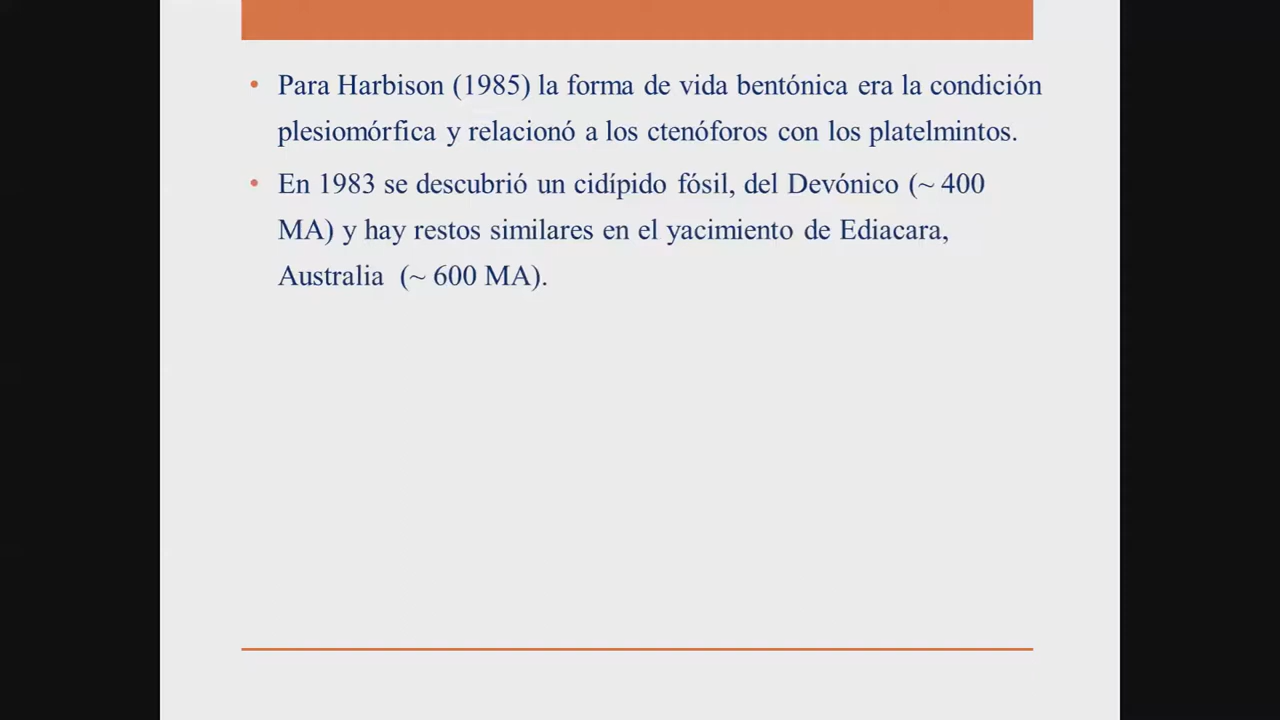 • Para Harbison (1985) la forma de vida bentónica era la condición
plesiomórfica y relacionó a los ctenóforos con los platelmintos.
• En 1983 se descubrió un cidípido fósil, del Devónico (~ 400
MA) y hay restos similares en el yacimiento de Ediacara,
Australia (~ 600 MA).